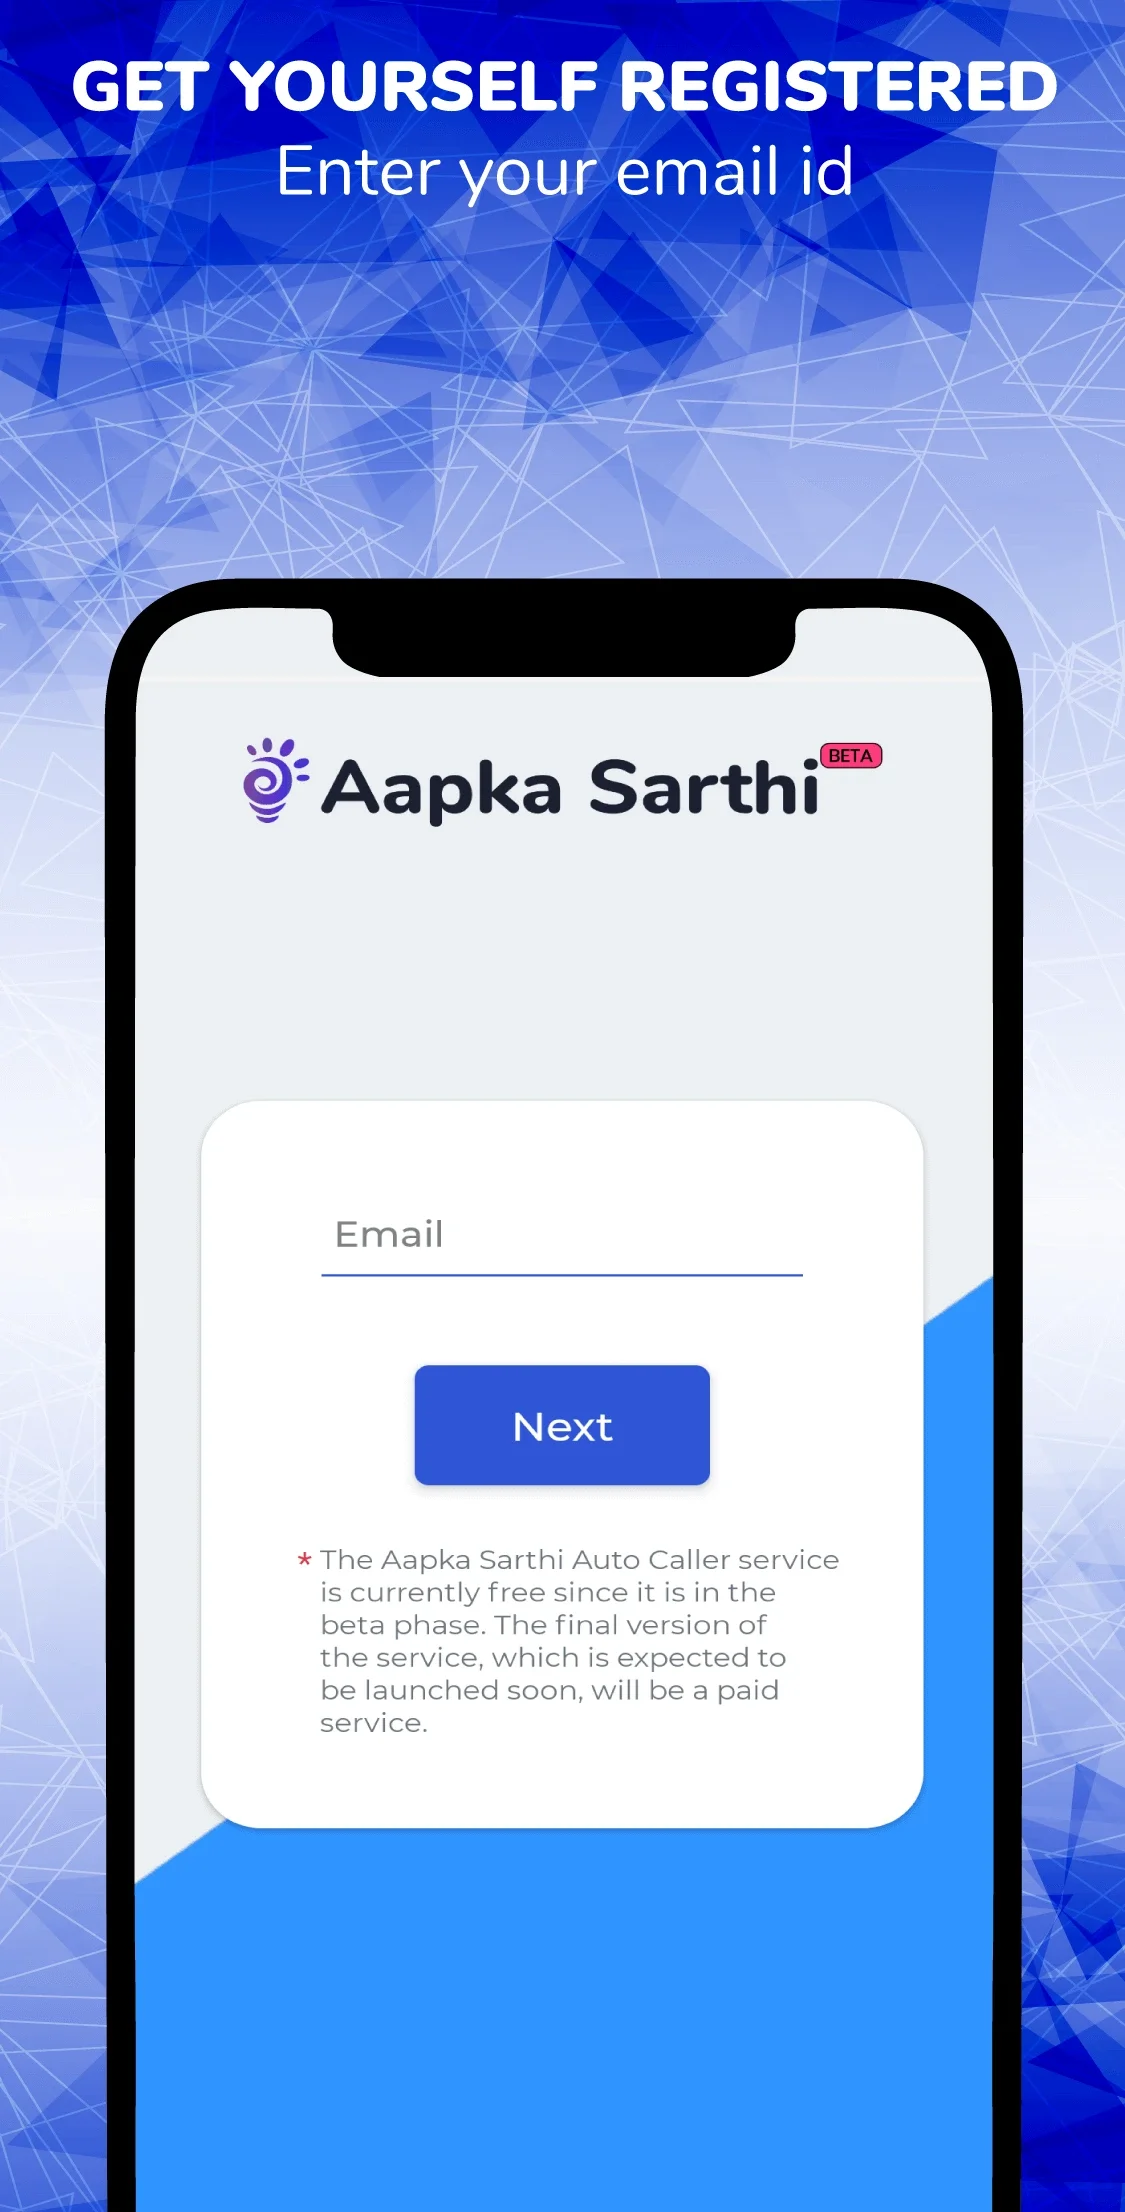 GET YOURSELF REGISTERED
Enter your email id
Aapka Sarthi BETA
Email
Next
* The Aapka Sarthi Auto Caller service
is currently free since it is in the
beta phase. The final version of
the service, which is expected to
be launched soon, will be a paid
service.